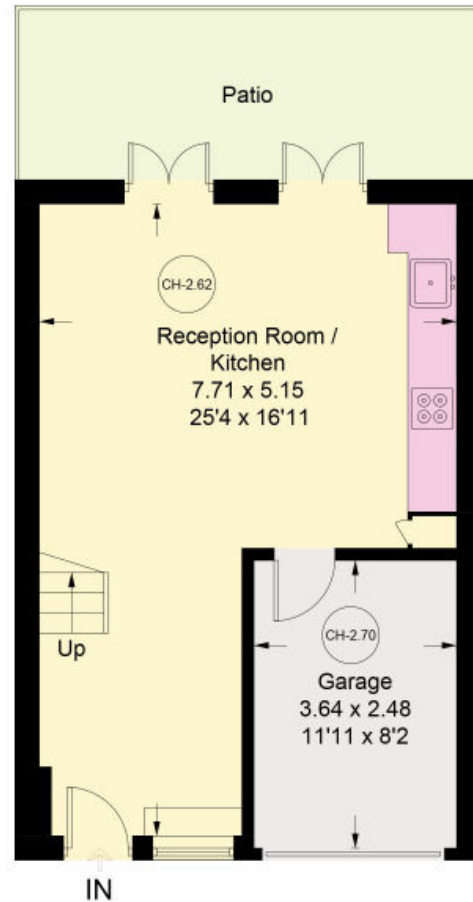 Patio
CH-2.62
Reception Room /
Kitchen
7.71 x 5.15
25'4 x 16'11
Up
CH-2.70
Garage
3.64 x 2.48
11'11 x 8'2
IN